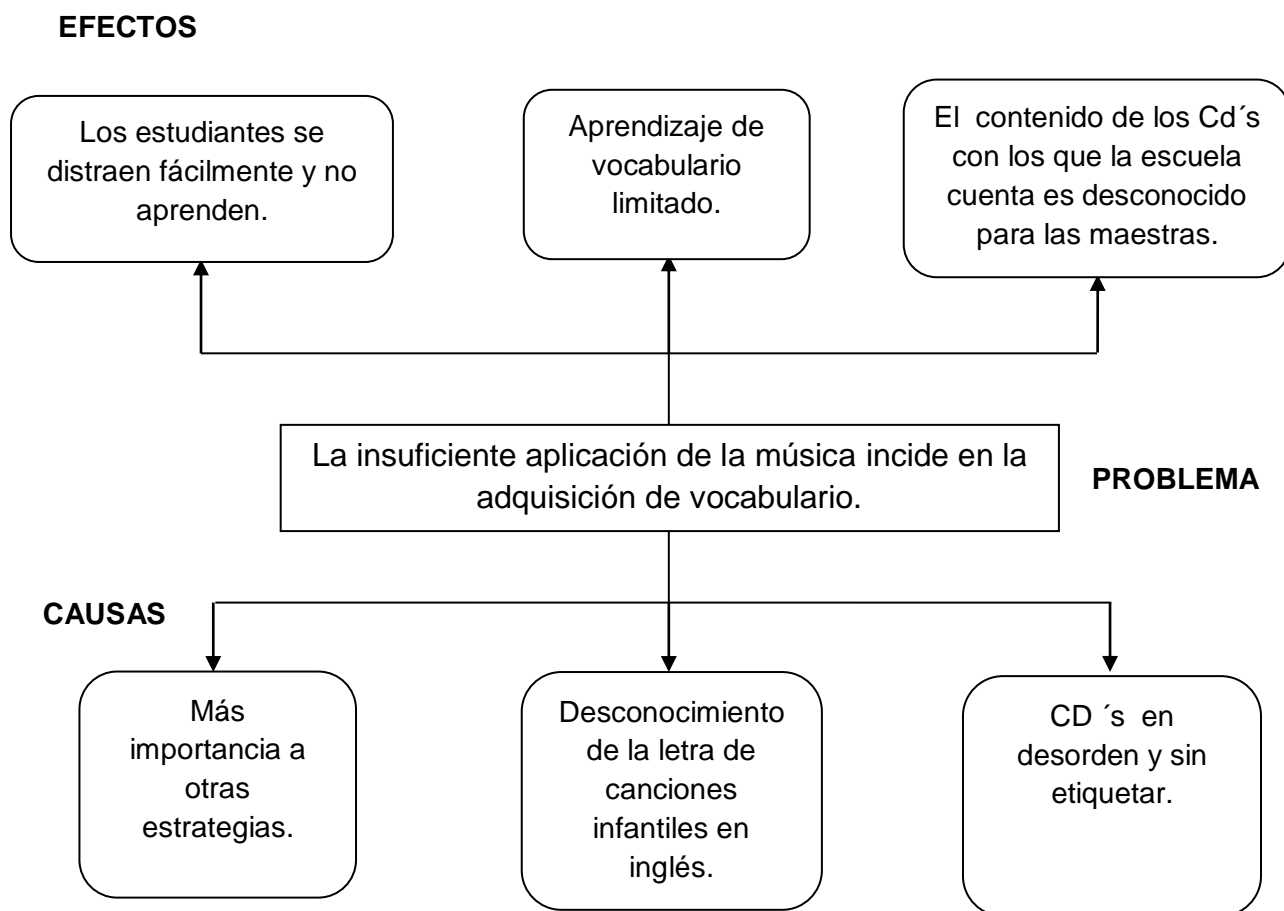 EFECTOS
Los estudiantes se
distraen fácilmente y no
aprenden.
Aprendizaje de
vocabulario
limitado.
El contenido de los Cd´s
con los que la escuela
cuenta es desconocido
para las maestras.
La insuficiente aplicación de la música incide en la
adquisición de vocabulario.
PROBLEMA
CAUSAS
Más
importancia a
otras
estrategias.
Desconocimiento
de la letra de
canciones
infantiles en
inglés.
CD ´s en
desorden y sin
etiquetar.